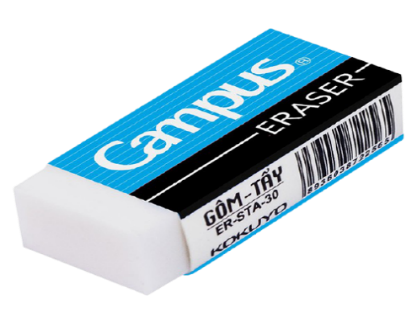 Campus®
ERASER
GÔM-TẨY
ER-STA-30
KOKUYO